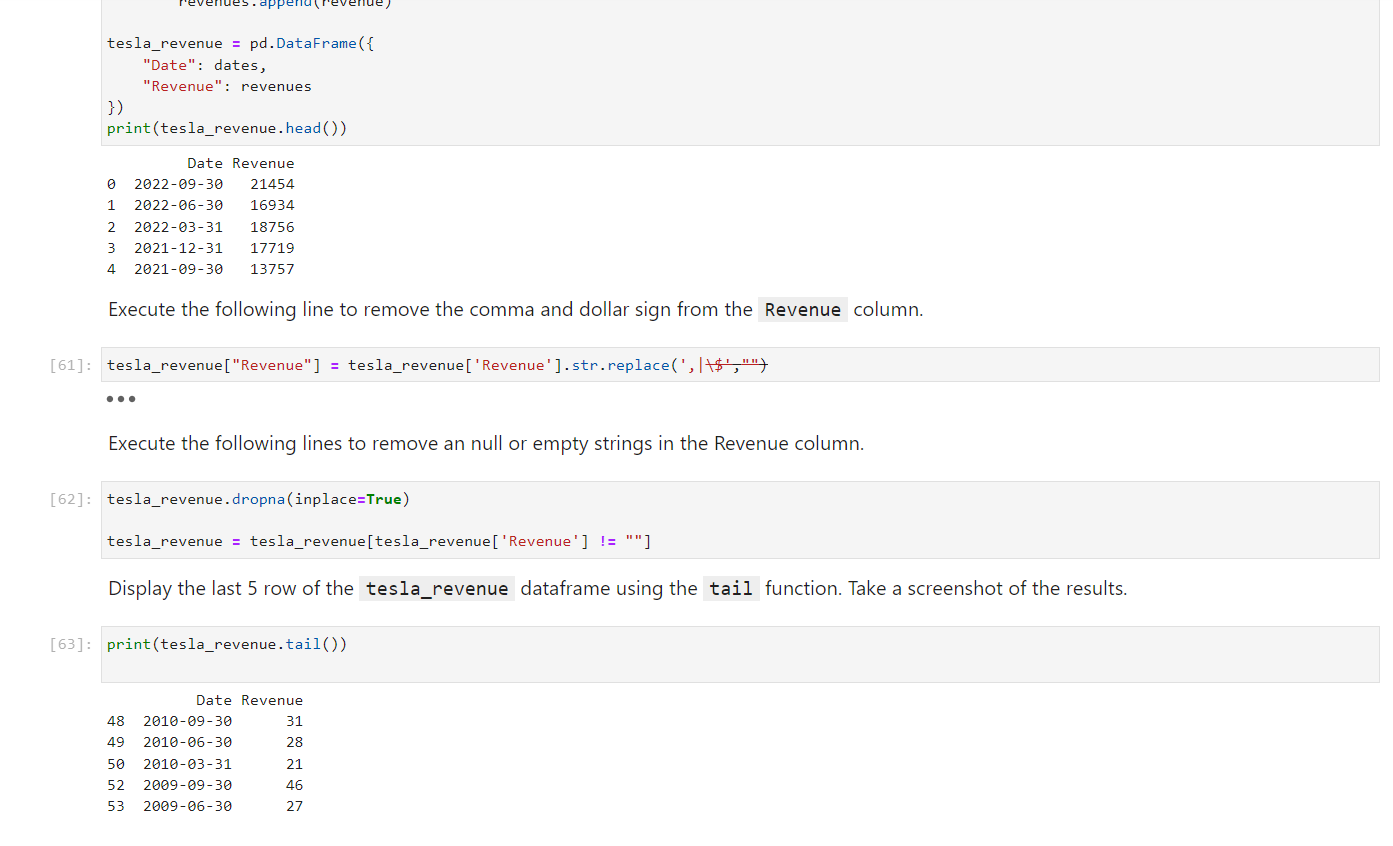 revenues.append(revenue)
tesla_revenue = pd.DataFrame({
    "Date": dates,
    "Revenue": revenues
})
print(tesla_revenue.head())
         Date Revenue
0  2022-09-30   21454
1  2022-06-30   16934
2  2022-03-31   18756
3  2021-12-31   17719
4  2021-09-30   13757
Execute the following line to remove the comma and dollar sign from the Revenue column.
[61]: tesla_revenue["Revenue"] = tesla_revenue['Revenue'].str.replace(',|\$',"")
Execute the following lines to remove an null or empty strings in the Revenue column.
[62]: tesla_revenue.dropna(inplace=True)
tesla_revenue = tesla_revenue[tesla_revenue['Revenue'] != ""]
Display the last 5 row of the tesla_revenue dataframe using the tail function. Take a screenshot of the results.
[63]: print(tesla_revenue.tail())
          Date Revenue
48  2010-09-30      31
49  2010-06-30      28
50  2010-03-31      21
52  2009-09-30      46
53  2009-06-30      27